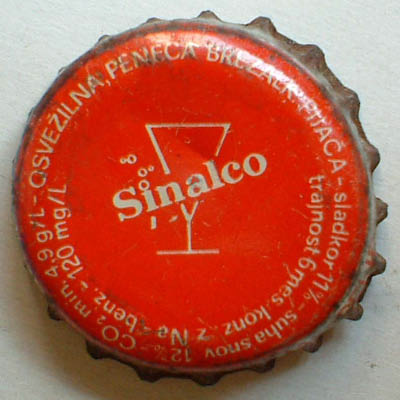 OSVEŽILNA, PENEČA BREZALK. PIJAČA - sladkor 11% - suha snov 12% - CO₂ min. 4,9 g/L -
trajnost 6 mes. konz. z Na-benz - 120 mg/L
Sinalco